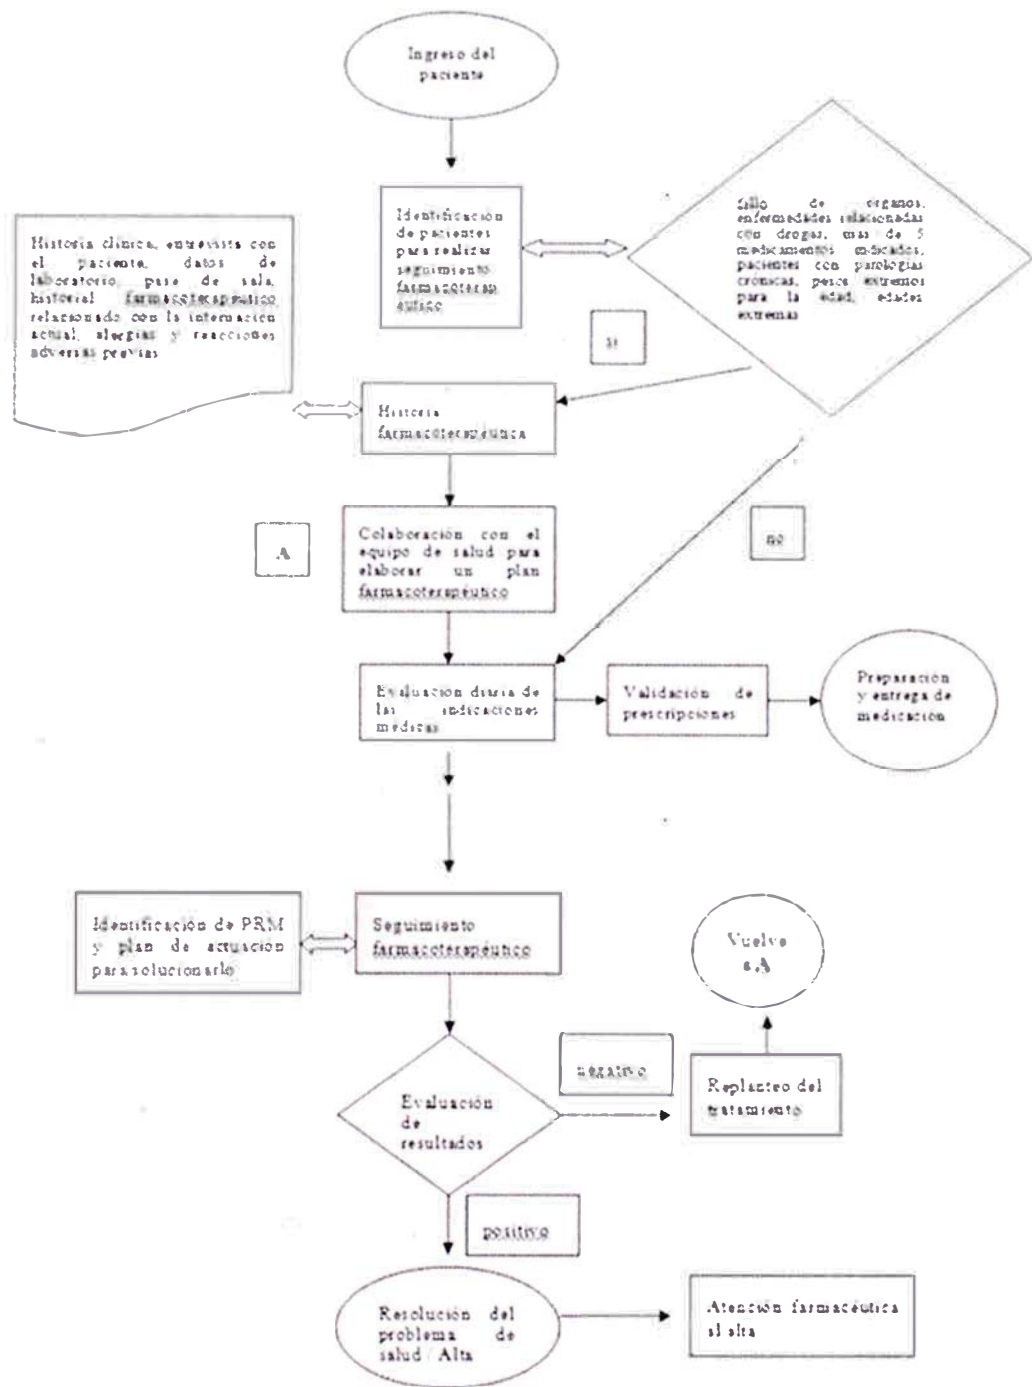 Ingreso del
paciente
Identificación
de pacientes
para realizar
seguimiento
farmacoterap
éutico
fallo de organos,
enfermedades relacionadas
con drogas, mas de 5
medicamentos indicados,
pacientes con patologías
crónicas, pesos extremos
para la edad, edades
extremas
Historia clínica, entrevista con
el paciente, datos de
laboratorio, pase de sala,
historial farmacoterapéutico
relacionado con la internación
actual, alergias y reacciones
adversas previas
si
Historia
farmacoterapéutica
A
Colaboración con el
equipo de salud para
elaborar un plan
farmacoterapéutico
no
Evaluación diaria de
las indicaciones
médicas
Validación de
prescripciones
Preparación
y entrega de
medicación
Identificación de PRM
y plan de actuación
para solucionarlo
Seguimiento
farmacoterapéutico
Vuelve
a A
negativo
Evaluación
de
resultados
Replanteo del
tratamiento
positivo
Resolución del
problema de
salud / Alta
Atención farmacéutica
al alta